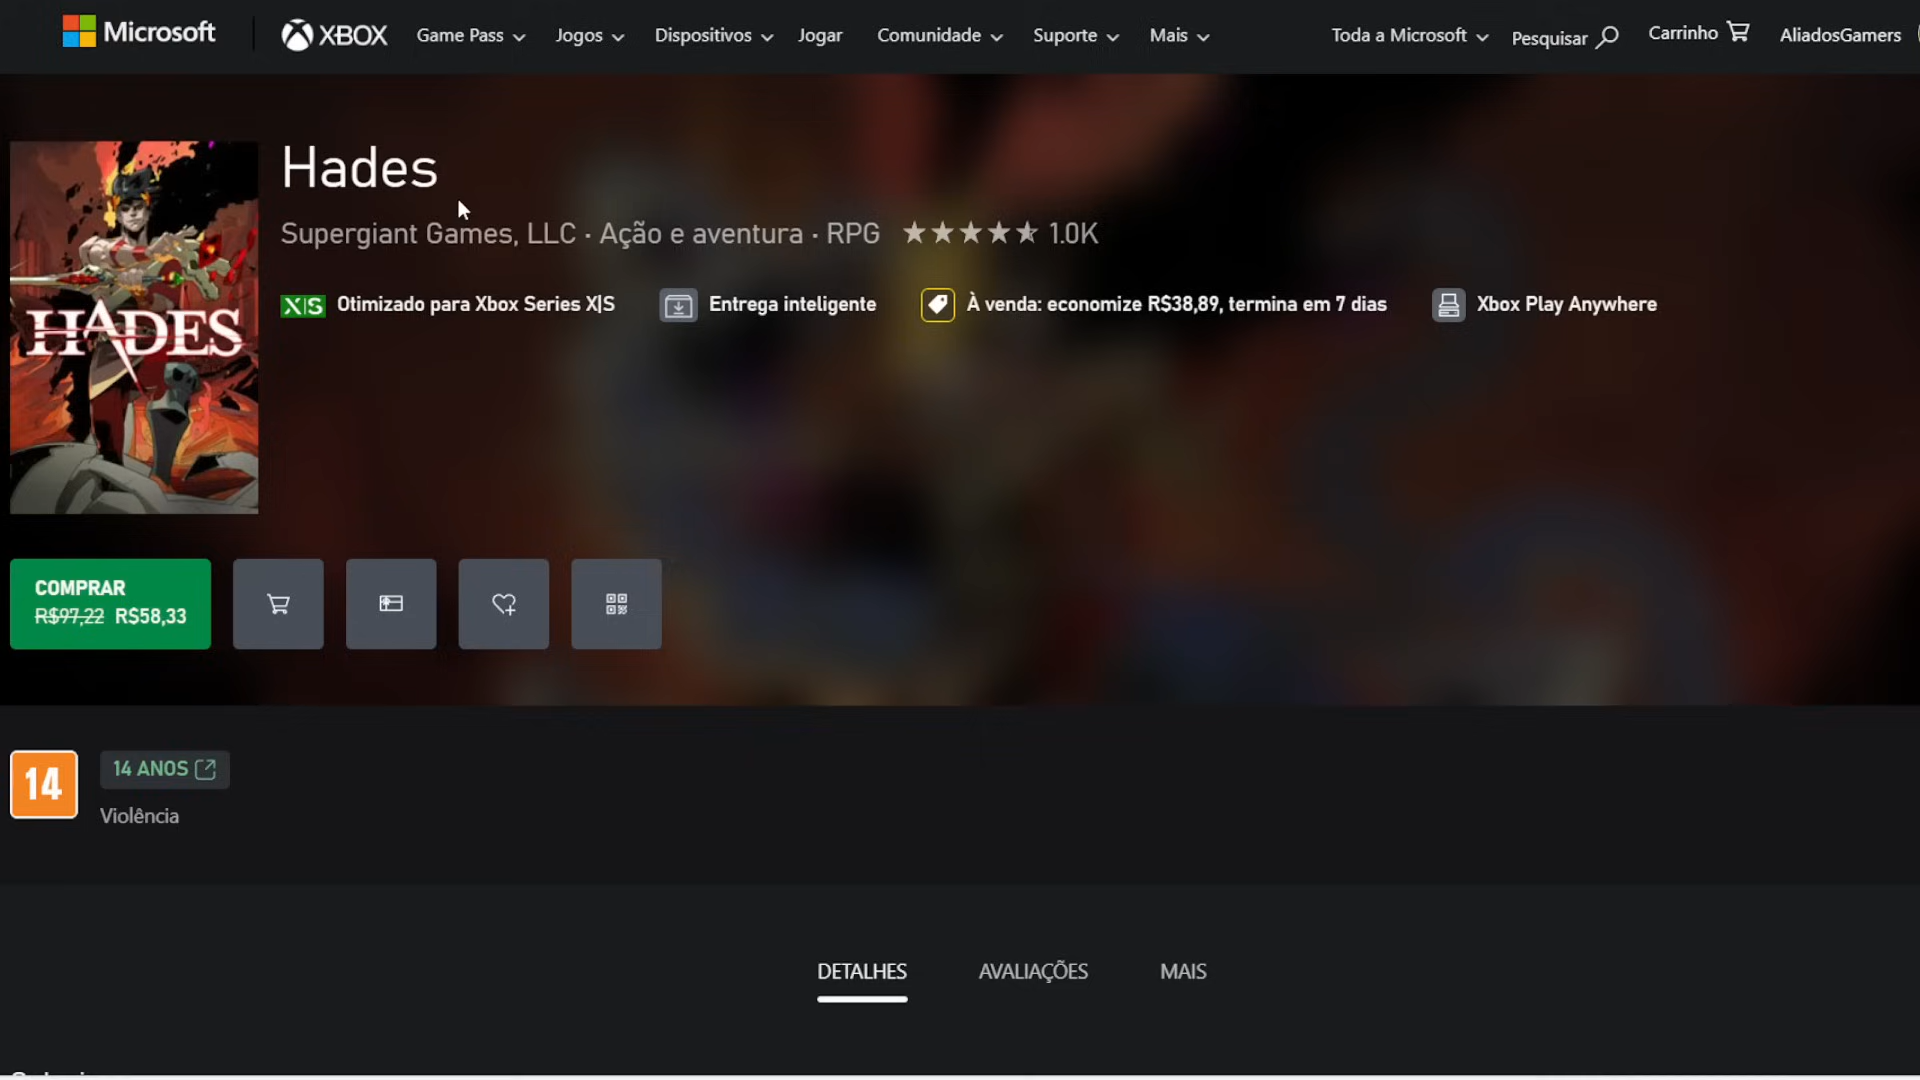 Microsoft
XBOX
Game Pass
Jogos
Dispositivos
Jogar
Comunidade
Suporte
Mais
Toda a Microsoft
Pesquisar
Carrinho
AliadosGamers
HADES
Hades
Supergiant Games, LLC · Ação e aventura · RPG 1.0K
X|S Otimizado para Xbox Series X|S
Entrega inteligente
À venda: economize R$38,89, termina em 7 dias
Xbox Play Anywhere
COMPRAR
R$97,22 R$58,33
14
14 ANOS
Violência
DETALHES
AVALIAÇÕES
MAIS